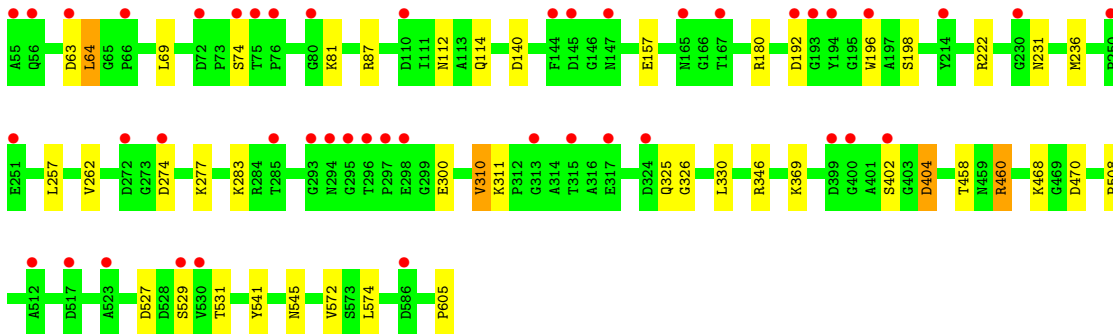 A55 Q56 D63 L64 G65 P66 L69 D72 P73 S74 T75 P76 G80 K81 R87 D110 I111 N112 A113 Q114 D140 F144 D145 G146 N147 E157 N165 G166 T167 R180 D192 G193 Y194 G195 W196 A197 S198 Y214 R222 G230 N231 M236
E251 L257 V262 D272 G273 D274 K277 K283 R284 I285 G293 N294 G295 T296 P297 E298 G299 E300 V310 K311 P312 G313 A314 T315 A316 E317 D324 Q325 G326 L330 R346 K369 D399 G400 A401 S402 G403 D404 T458 N459 R460 K468 G469 D470
A512 D517 A523 D527 D528 S529 V530 T531 Y541 N545 V572 S573 L574 D586 P605